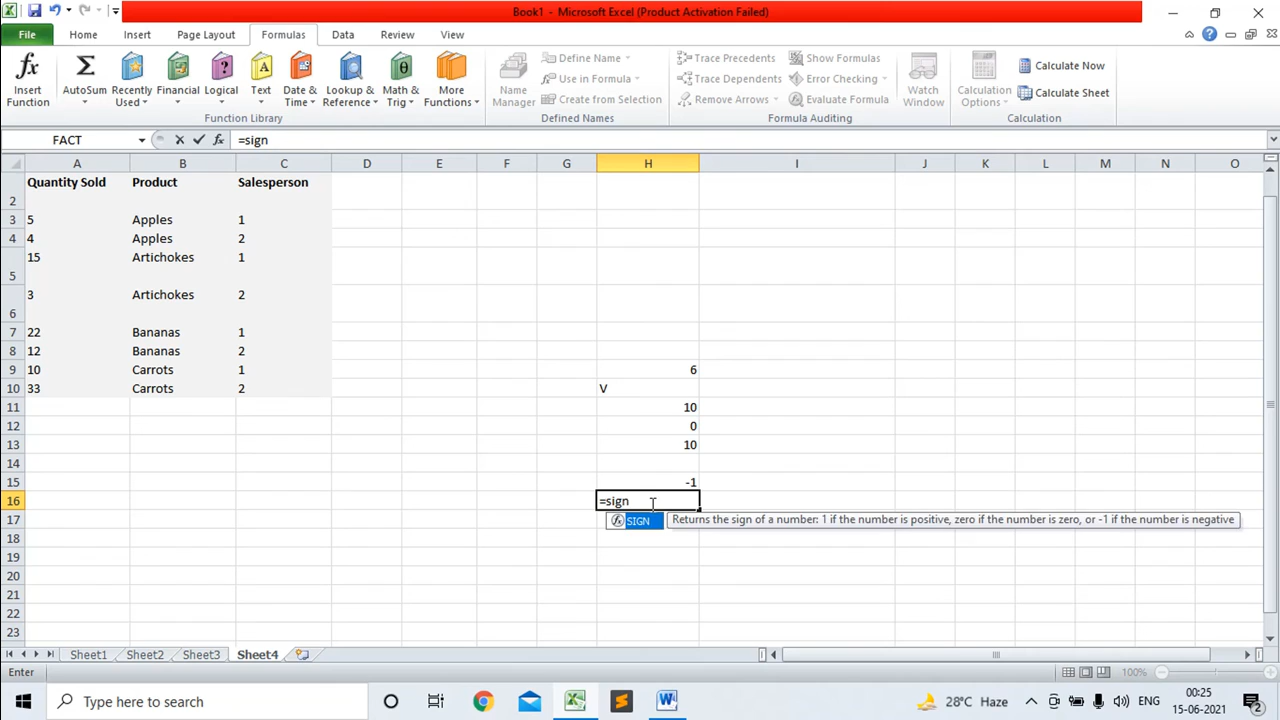 Book1 - Microsoft Excel (Product Activation Failed)
File Home Insert Page Layout Formulas Data Review View
fx Insert Function
Σ AutoSum
Recently Used
Financial
Logical
Text
Date & Time
Lookup & Reference
Math & Trig
More Functions
Function Library
Name Manager
Define Name
Use in Formula
Create from Selection
Defined Names
Trace Precedents
Trace Dependents
Remove Arrows
Show Formulas
Error Checking
Evaluate Formula
Formula Auditing
Watch Window
Calculation Options
Calculate Now
Calculate Sheet
Calculation
FACT fx =sign
A B C D E F G H I J K L M N O
Quantity Sold Product Salesperson
2
3 5 Apples 1
4 4 Apples 2
15 Artichokes 1
5
3 Artichokes 2
6
7 22 Bananas 1
8 12 Bananas 2
9 10 Carrots 1 6
10 33 Carrots 2 V
11 10
12 0
13 10
14
15 -1
16 =sign
17 fx SIGN Returns the sign of a number: 1 if the number is positive, zero if the number is zero, or -1 if the number is negative
18
19
20
21
22
23
Sheet1 Sheet2 Sheet3 Sheet4
Enter 100%
Type here to search
28°C Haze ENG 00:25 15-06-2021 2